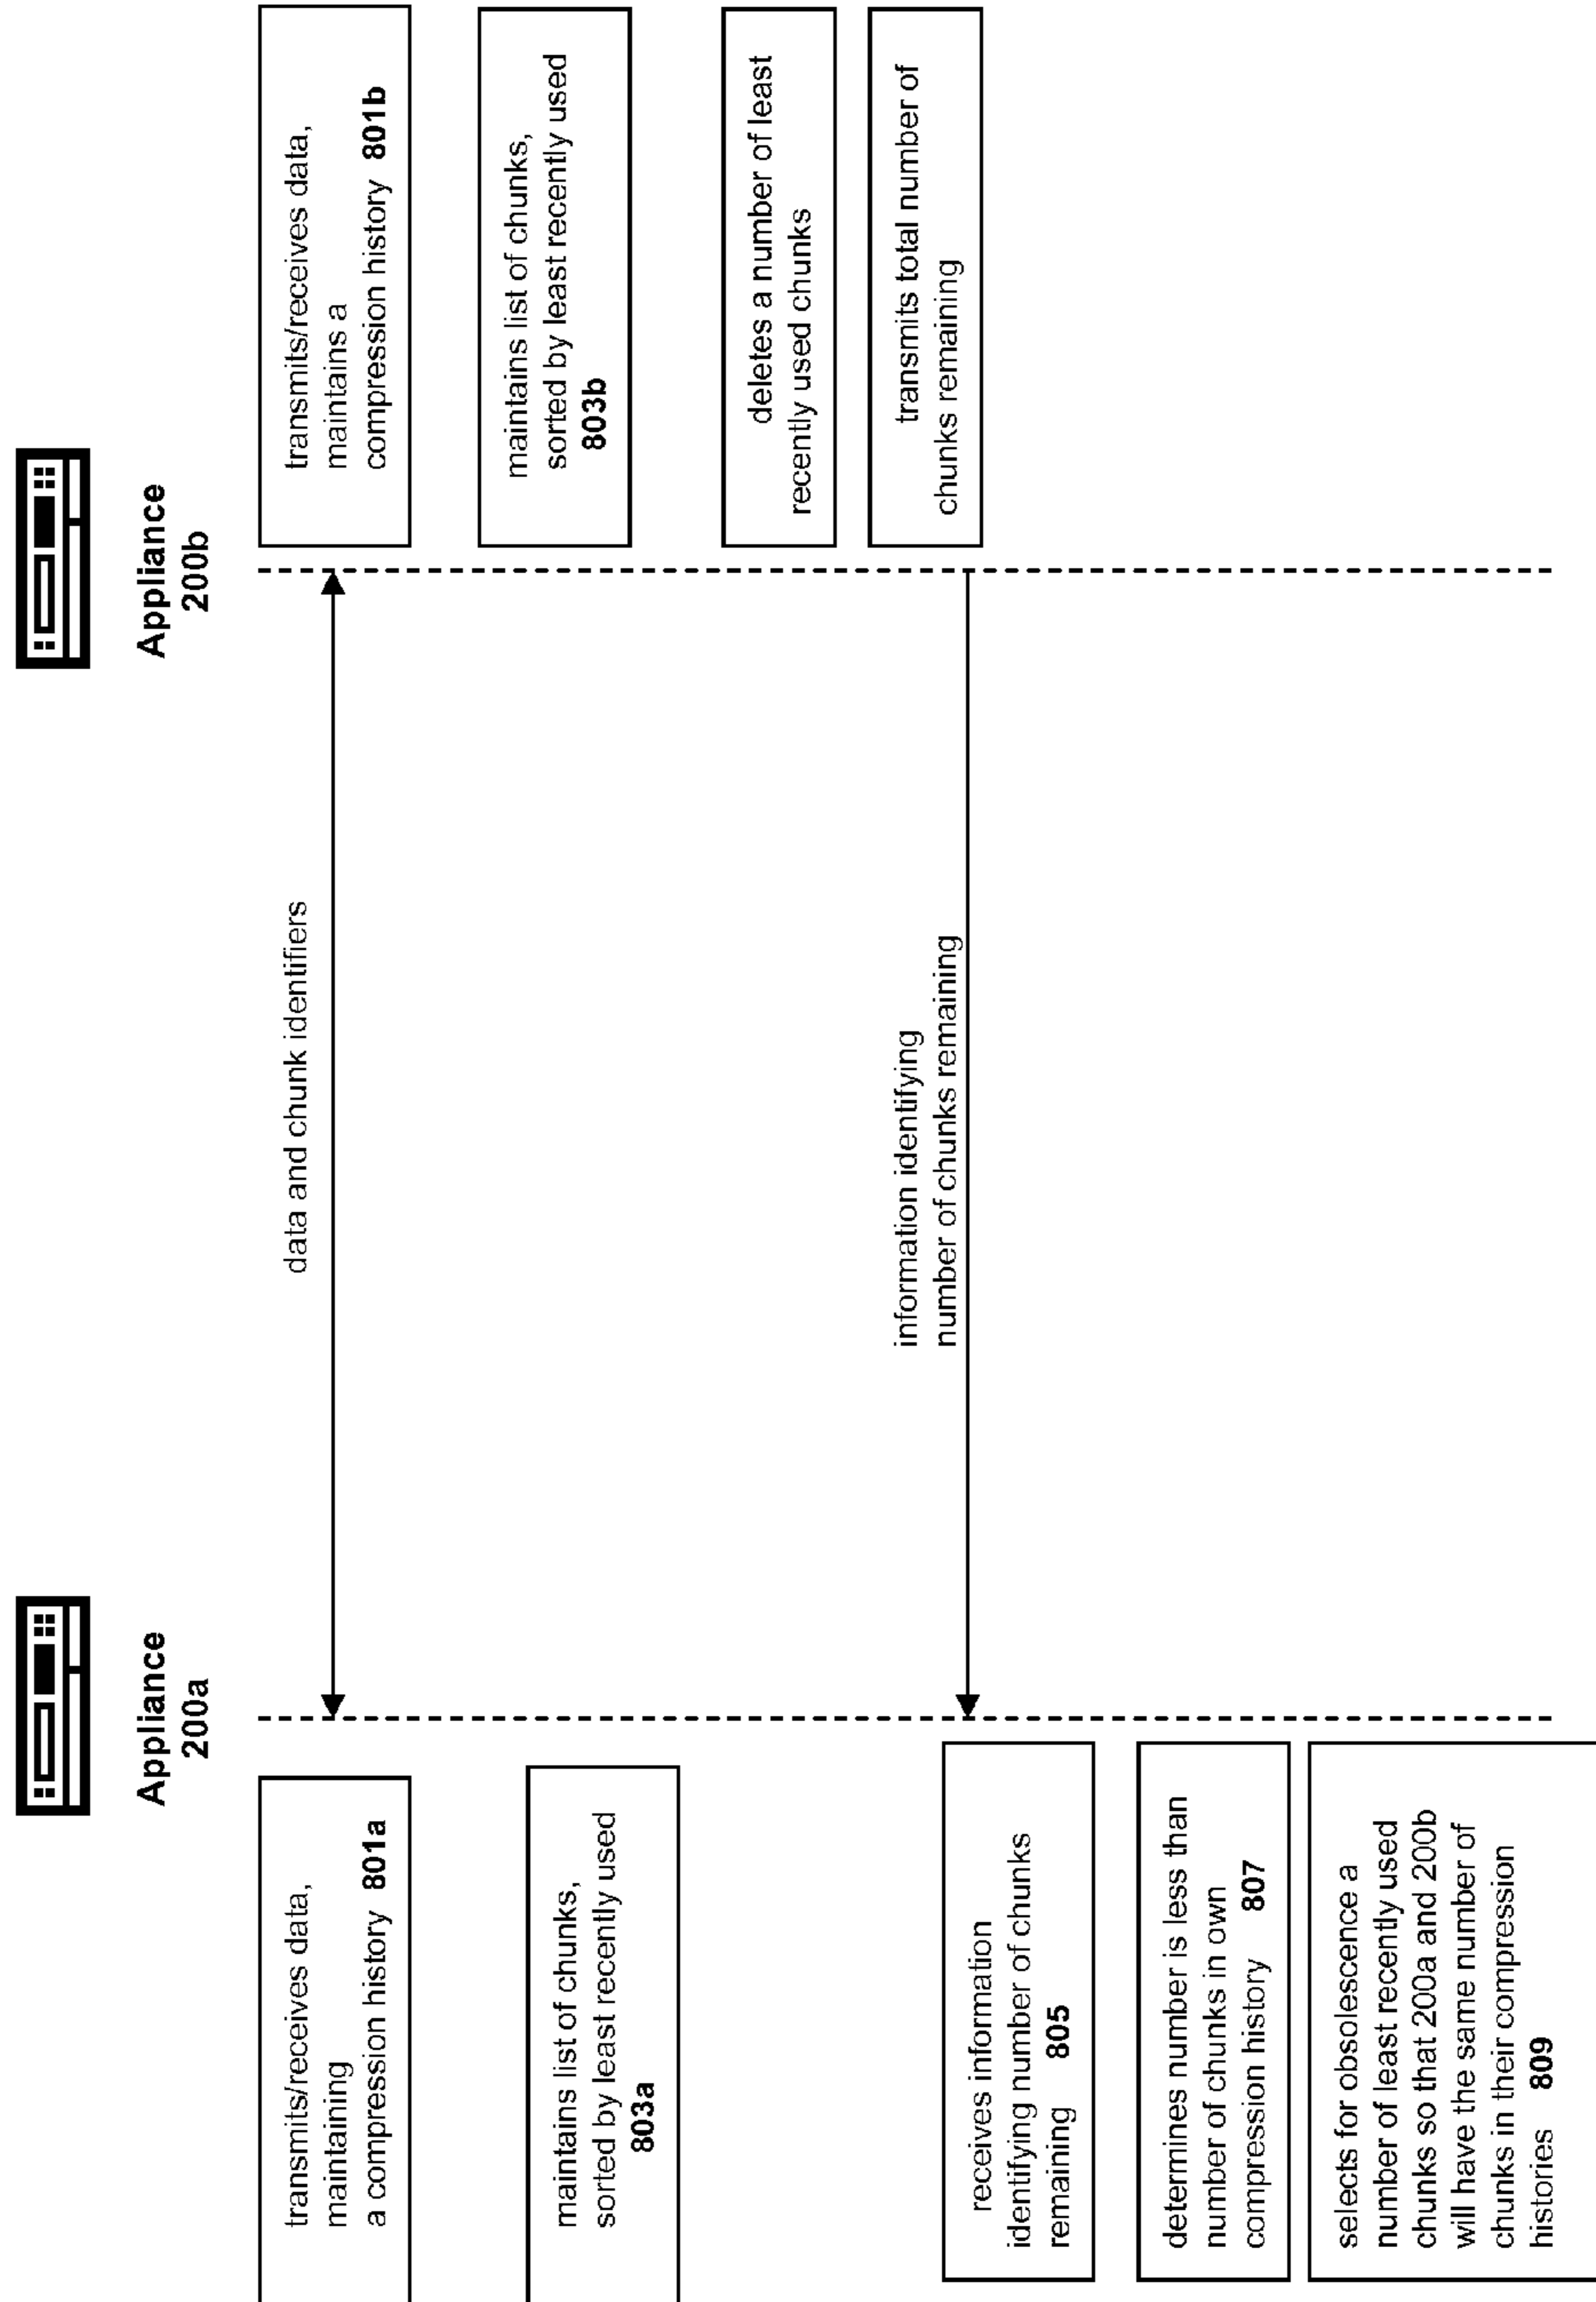 Appliance
200a
Appliance
200b
transmits/receives data,
maintaining
a compression history 801a
data and chunk identifiers
transmits/receives data,
maintains a
compression history 801b
maintains list of chunks,
sorted by least recently used
803a
maintains list of chunks,
sorted by least recently used
803b
deletes a number of least
recently used chunks
transmits total number of
chunks remaining
information identifying
number of chunks remaining
receives information
identifying number of chunks
remaining 805
determines number is less than
number of chunks in own
compression history 807
selects for obsolescence a
number of least recently used
chunks so that 200a and 200b
will have the same number of
chunks in their compression
histories 809